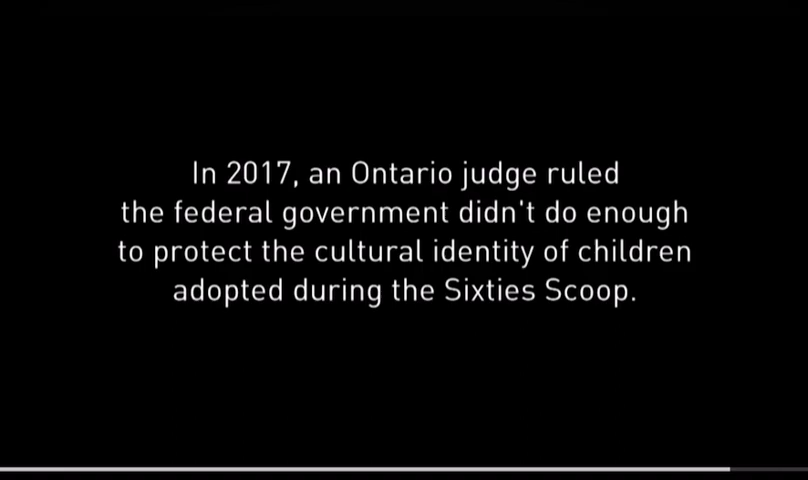 In 2017, an Ontario judge ruled
the federal government didn't do enough
to protect the cultural identity of children
adopted during the Sixties Scoop.